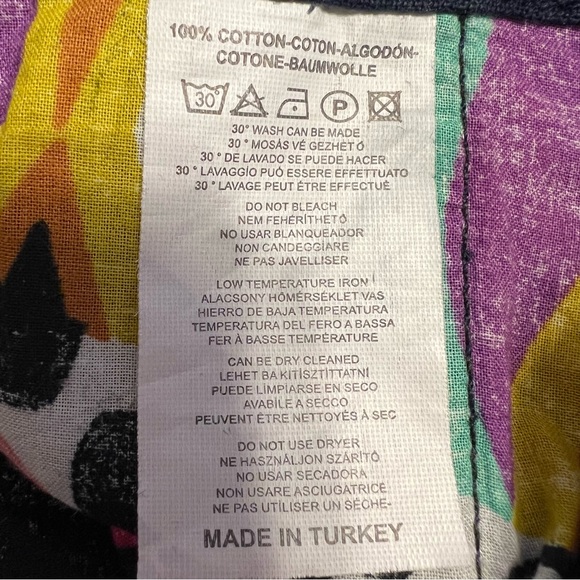 100% COTTON-COTON-ALGODÓN-
COTONE-BAUMWOLLE
30 P
30° WASH CAN BE MADE
30° MOSÁS VÉ GEZHETŐ
30° DE LAVADO SE PUEDE HACER
30° LAVAGGIO PUÓ ESSERE EFFETTUATO
30° LAVAGE PEUT ÊTRE EFFECTUÉ
DO NOT BLEACH
NEM FEHÉRÍTHETŐ
NO USAR BLANQUEADOR
NON CANDEGGIARE
NE PAS JAVELLISER
LOW TEMPERATURE IRON
ALACSONY HŐMÉRSÉKLET VAS
HIERRO DE BAJA TEMPERATURA
TEMPERATURA DEL FERO A BASSA
FER À BASSE TEMPÉRATURE
CAN BE DRY CLEANED
LEHET BA KITÍSZTÍTTATNÍ
PUEDE LIMPIARSE EN SECO
AVABILE A SECCO
PEUVENT ÊTRE NETTOYÉS À SEC
DO NOT USE DRYER
NE HASZNÁLJON SZÁRÍTÓ
NO USAR SECADORA
NON USARE ASCIUGATRICE
NE PAS UTILISER UN SÉCHE-
MADE IN TURKEY